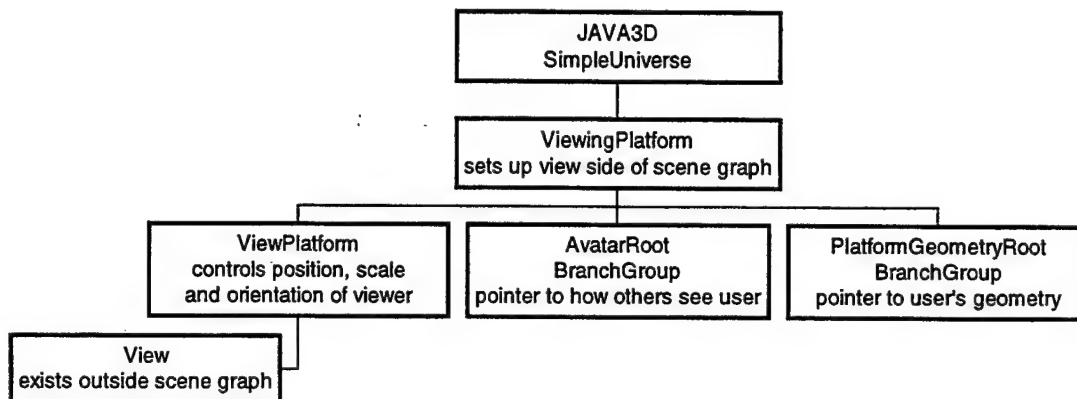 JAVA3D
SimpleUniverse
ViewingPlatform
sets up view side of scene graph
ViewPlatform
controls position, scale
and orientation of viewer
AvatarRoot
BranchGroup
pointer to how others see user
PlatformGeometryRoot
BranchGroup
pointer to user's geometry
View
exists outside scene graph